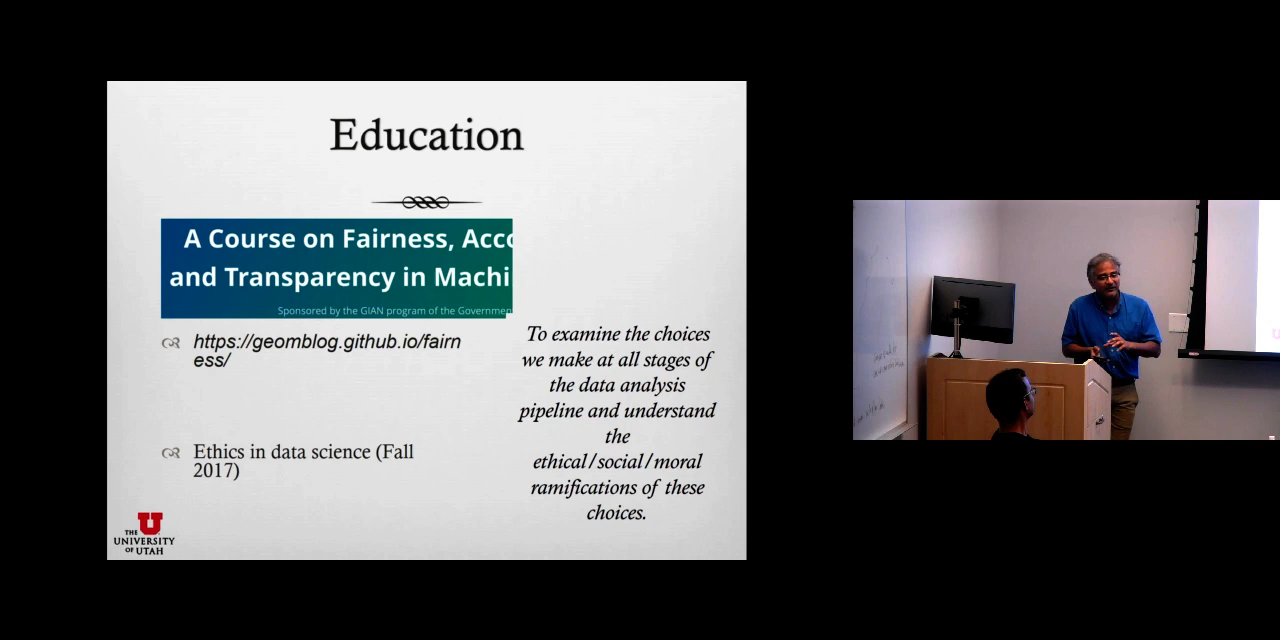 Education
A Course on Fairness, Acco
and Transparency in Machi
Sponsored by the GIAN program of the Governmen
https://geomblog.github.io/fairn
ess/
Ethics in data science (Fall
2017)
To examine the choices
we make at all stages of
the data analysis
pipeline and understand
the
ethical/social/moral
ramifications of these
choices.
U
THE
UNIVERSITY
OF UTAH